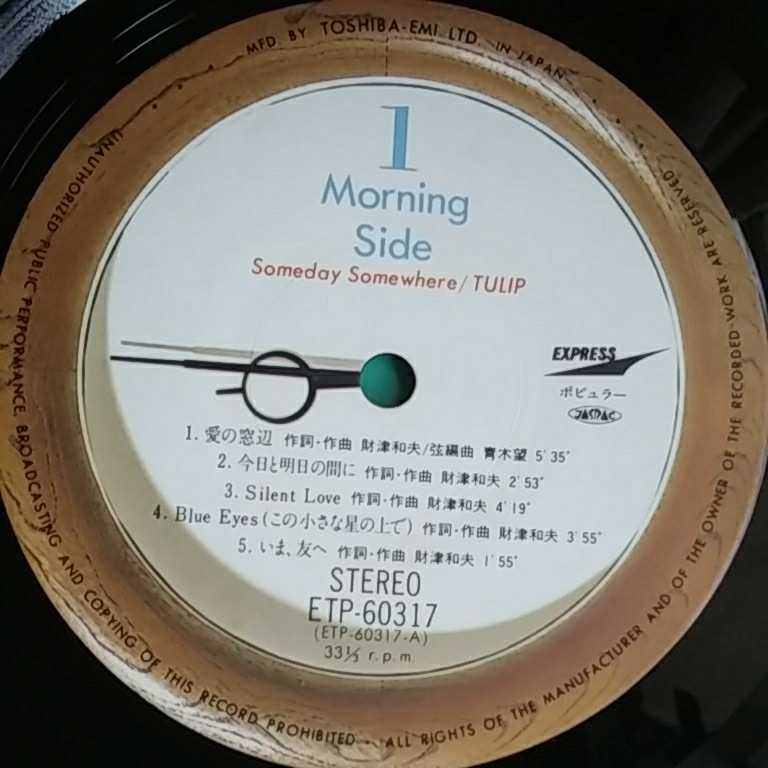 MFD. BY TOSHIBA-EMI LTD. IN JAPAN
1
Morning
Side
Someday Somewhere/TULIP
EXPRESS
ポピュラー
JASRAC
1. 愛の窓辺 作詞・作曲 財津和夫/弦編曲 青木望 5'35"
2. 今日と明日の間に 作詞・作曲 財津和夫 2'53"
3. Silent Love 作詞・作曲 財津和夫 4'19"
4. Blue Eyes(この小さな星の上で) 作詞・作曲 財津和夫 3'55"
5. いま、友へ 作詞・作曲 財津和夫 1'55"
STEREO
ETP-60317
(ETP-60317-A)
33⅓ r.p.m.
UNAUTHORIZED PUBLIC PERFORMANCE, BROADCASTING AND COPYING OF THIS RECORD PROHIBITED · ALL RIGHTS OF THE MANUFACTURER AND OF THE OWNER OF THE RECORDED WORK ARE RESERVED